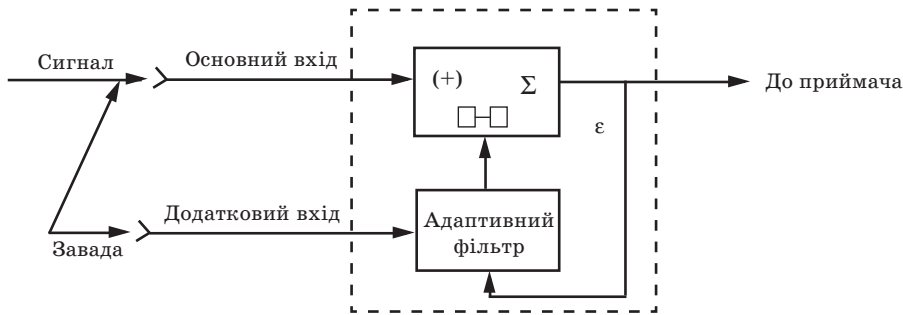 Сигнал
Основний вхід
(+)
Σ
До приймача
ε
Додатковий вхід
Адаптивний
фільтр
Завада